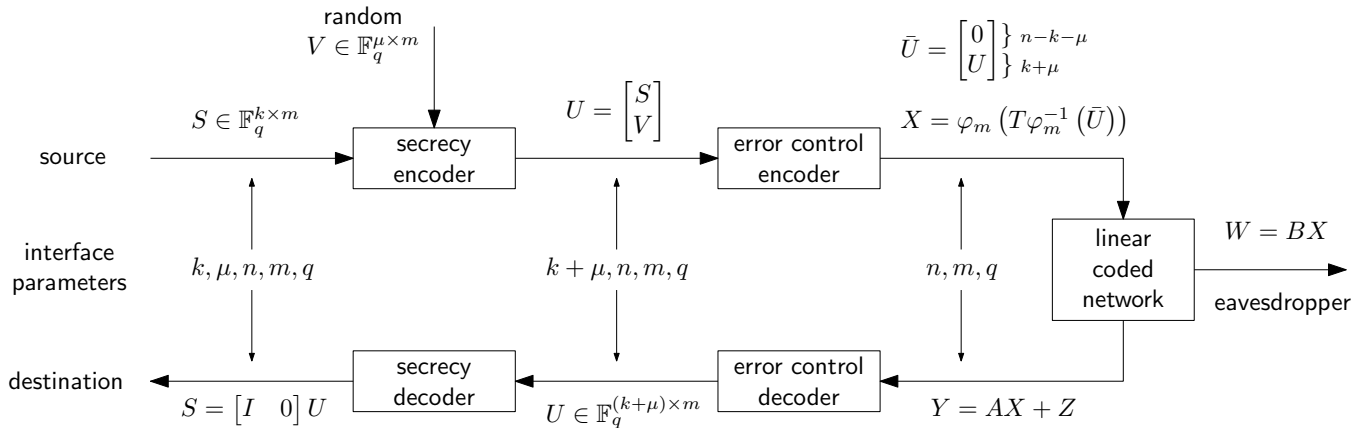 random
V ∈ 𝔽_q^{μ×m}
Ū = [0 U] } n−k−μ } k+μ
S ∈ 𝔽_q^{k×m}
U = [S V]
X = φ_m (Tφ_m^{−1} (Ū))
source
secrecy
encoder
error control
encoder
interface
parameters
k, μ, n, m, q
k + μ, n, m, q
n, m, q
linear
coded
network
W = BX
eavesdropper
destination
secrecy
decoder
error control
decoder
S = [I 0] U
U ∈ 𝔽_q^{(k+μ)×m}
Y = AX + Z